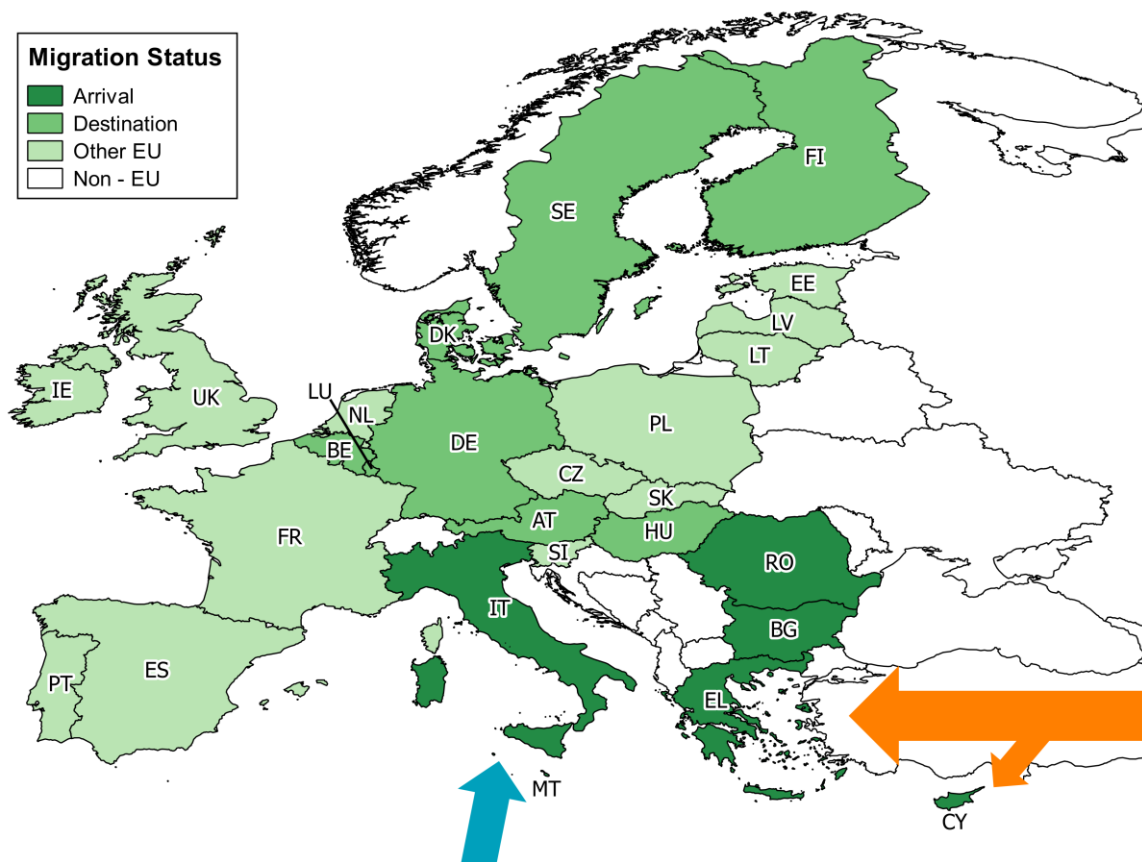 Migration Status
Arrival
Destination
Other EU
Non - EU
FI
SE
EE
LV
DK
LT
IE
UK
LU
NL
PL
BE
DE
CZ
SK
AT
HU
FR
SI
RO
IT
BG
PT
ES
EL
MT
CY